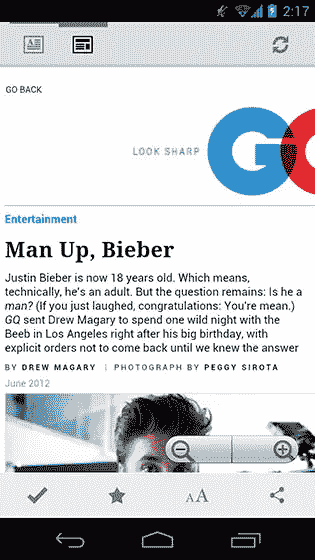 2:17
GO BACK
LOOK SHARP
GQ
Entertainment
Man Up, Bieber
Justin Bieber is now 18 years old. Which means,
technically, he's an adult. But the question remains: Is he a
man? (If you just laughed, congratulations: You're mean.)
GQ sent Drew Magary to spend one wild night with the
Beeb in Los Angeles right after his big birthday, with
explicit orders not to come back until we knew the answer
BY DREW MAGARY | PHOTOGRAPH BY PEGGY SIROTA
June 2012
AA